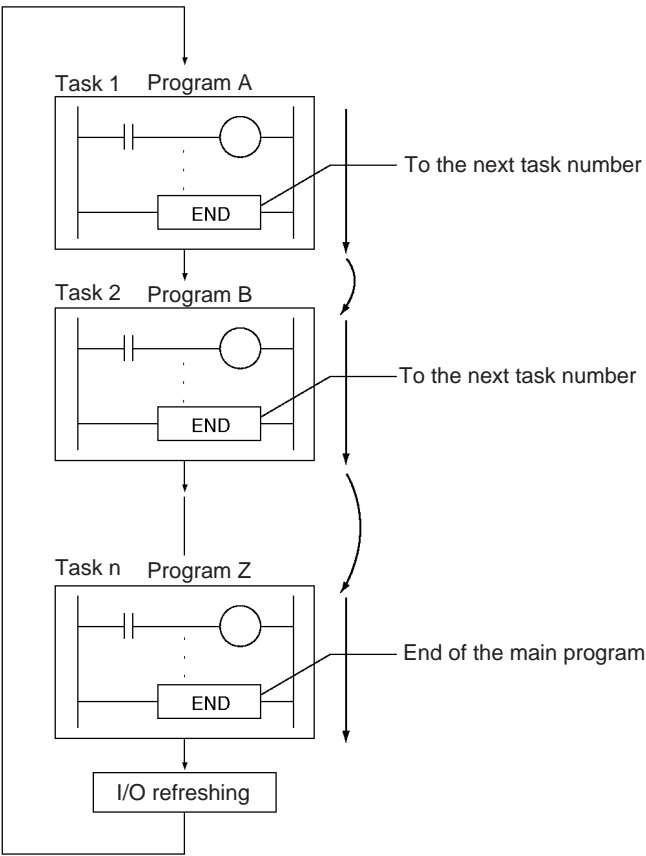 Task 1 Program A
To the next task number
END
Task 2 Program B
To the next task number
END
Task n Program Z
End of the main program
END
I/O refreshing